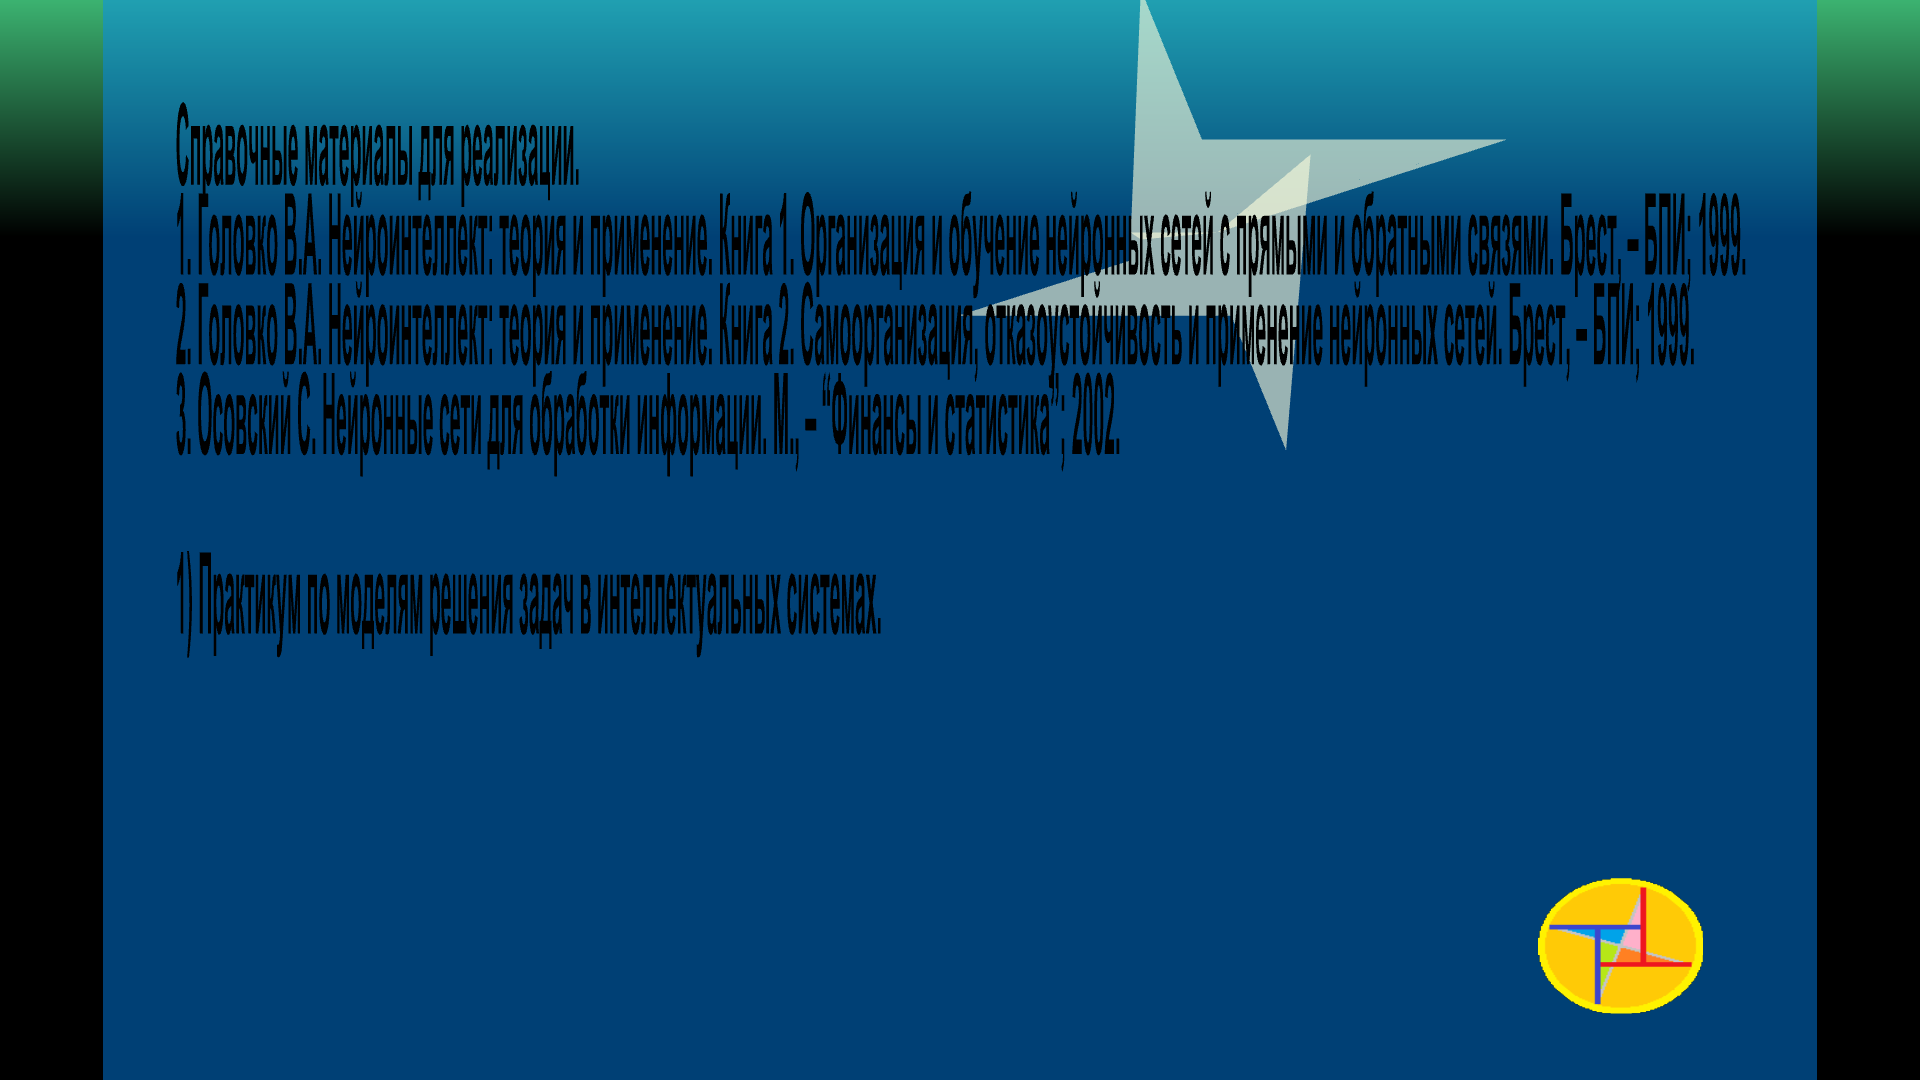 Справочные материалы для реализации.
1. Головко В.А. Нейроинтеллект: теория и применение. Книга 1. Организация и обучение нейронных сетей с прямыми и обратными связями. Брест, – БПИ; 1999.
2. Головко В.А. Нейроинтеллект: теория и применение. Книга 2. Самоорганизация, отказоустойчивость и применение нейронных сетей. Брест, – БПИ; 1999.
3. Осовский С. Нейронные сети для обработки информации. М., – “Финансы и статистика”; 2002.
1) Практикум по моделям решения задач в интеллектуальных системах.